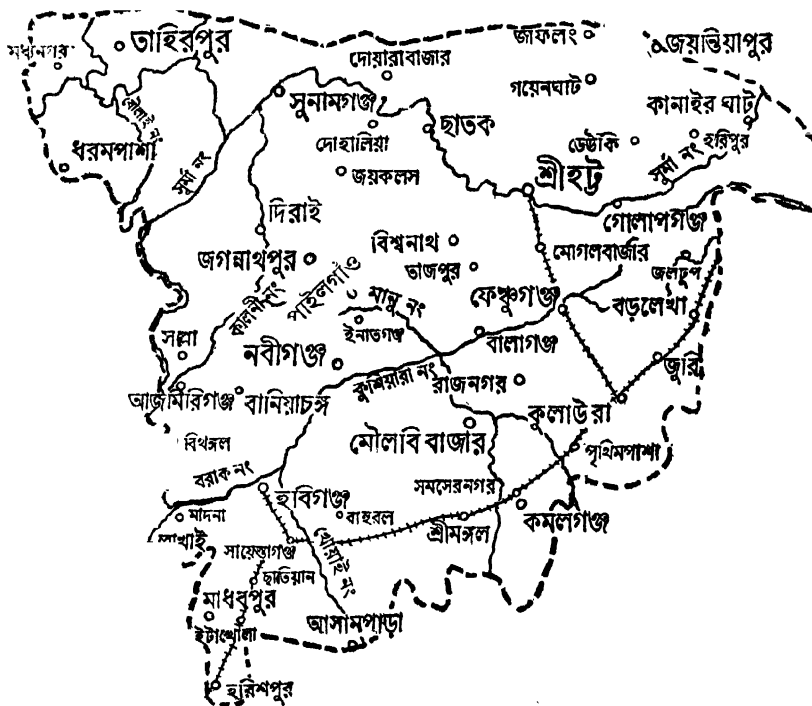 তাহিরপুর
মধ্যনগর
দোয়ারাবাজার
জাফলং
জয়ন্তিয়াপুর
সুনামগঞ্জ
গয়েনঘাট
কানাইর ঘাট
ধরমপাশা
সুর্মা নং
দোহালিয়া
ছাতক
ডেউকি
হরিপুর
জয়কলস
শ্রীহট্ট
সুর্মা নং
দিরাই
গোলাপগঞ্জ
জগন্নাথপুর
বিশ্বনাথ
মোগলবাজার
তাজপুর
জলঢুপ
কালনী নং
পাইলগাঁও
মানু নং
ফেঞ্চুগঞ্জ
বড়লেখা
ইনাতগঞ্জ
বালাগঞ্জ
সাল্লা
নবীগঞ্জ
কুশিয়ারা নং
রাজনগর
জুরি
আজমিরিগঞ্জ
বানিয়াচঙ্গ
মৌলবি বাজার
কুলাউরা
বিথঙ্গল
পৃথিমপাশা
বরাক নং
সমসেরনগর
হবিগঞ্জ
মাদনা
বাহুবল
শ্রীমঙ্গল
কমলগঞ্জ
লাখাই
সায়েস্তাগঞ্জ
খোয়াই নং
ছাতিয়ান
মাধবপুর
ইটাখোলা
আসামপাড়া
হরিশপুর